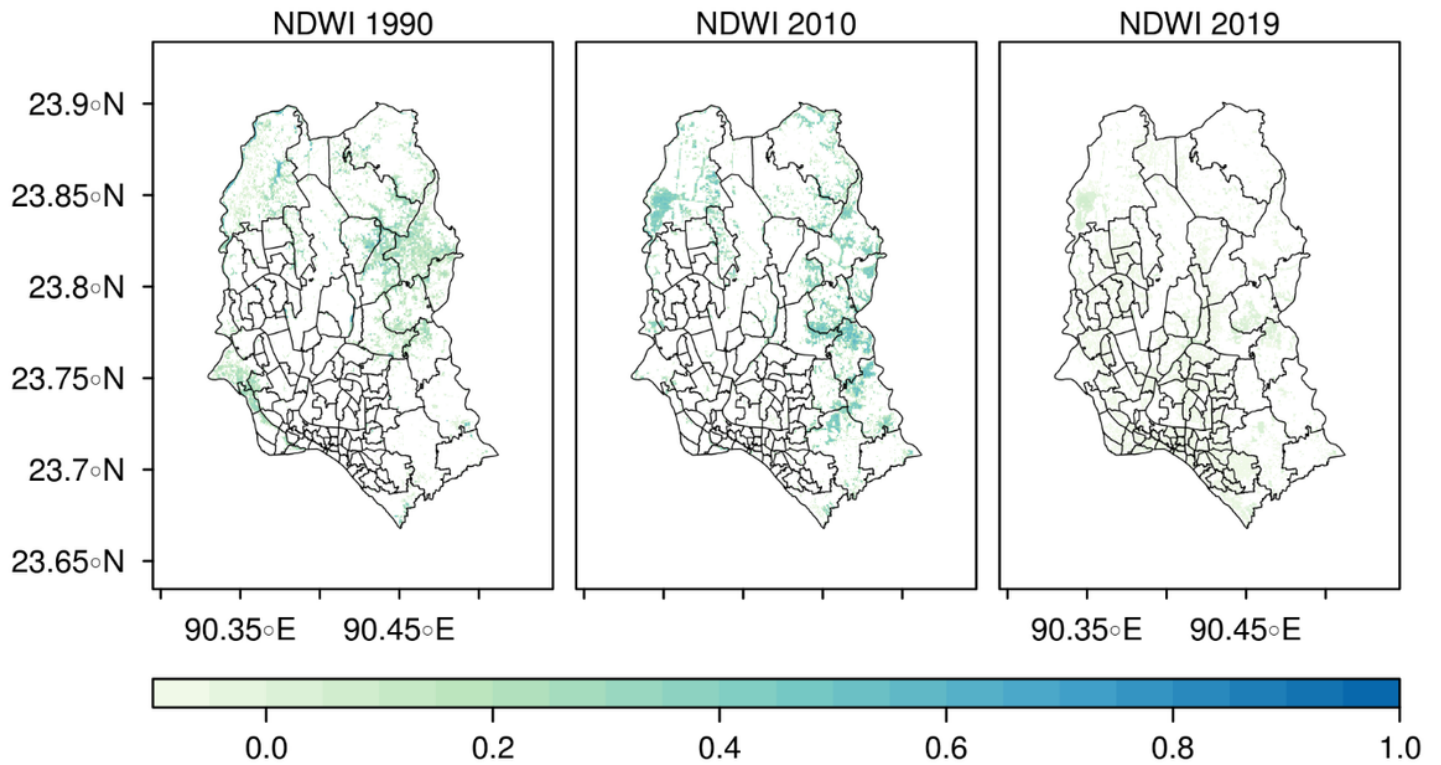 NDWI 1990 NDWI 2010 NDWI 2019
23.9◦N
23.85◦N
23.8◦N
23.75◦N
23.7◦N
23.65◦N
90.35◦E 90.45◦E 90.35◦E 90.45◦E
0.0 0.2 0.4 0.6 0.8 1.0